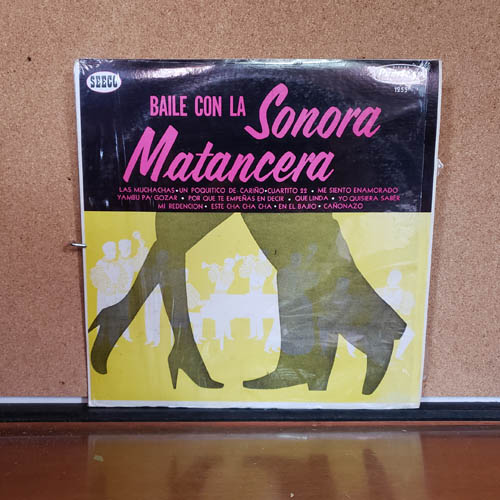 SEECL
1255
BAILE CON LA Sonora
Matancera
LAS MUCHACHAS • UN POQUITICO DE CARIÑO • CUARTITO 22 • ME SIENTO ENAMORADO
YAMBU PA' GOZAR • POR QUE TE EMPEÑAS EN DECIR • QUE LINDA • YO QUISIERA SABER
MI REDENCION • ESTE CHA CHA CHA • EN EL BAJIO • CAÑONAZO